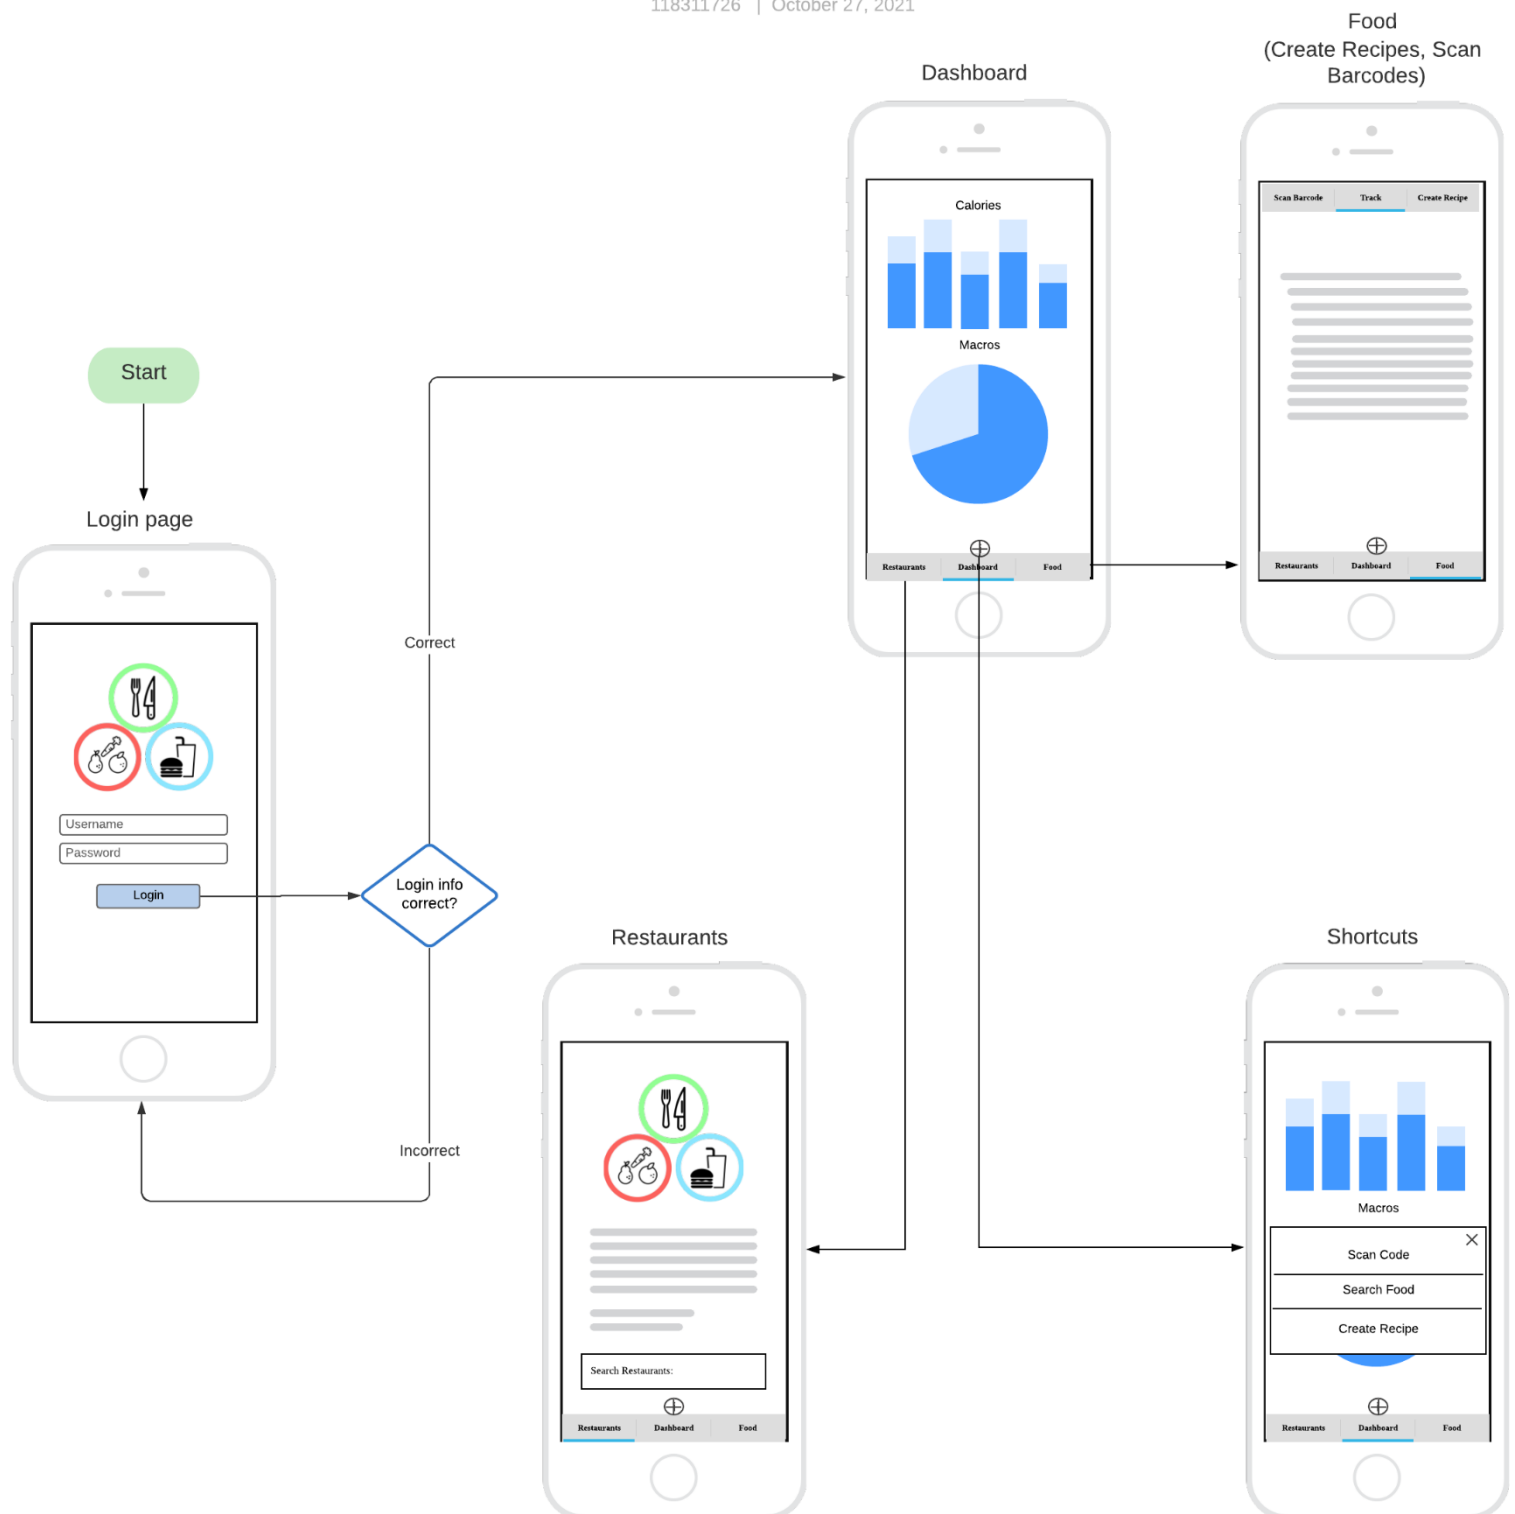 118311726 | October 27, 2021
Food
(Create Recipes, Scan
Barcodes)
Dashboard
Calories
Macros
Restaurants Dashboard Food
Scan Barcode Track Create Recipe
Restaurants Dashboard Food
Start
Login page
Username
Password
Login
Correct
Login info
correct?
Incorrect
Restaurants
Search Restaurants:
Restaurants Dashboard Food
Shortcuts
Macros
Scan Code
Search Food
Create Recipe
Restaurants Dashboard Food